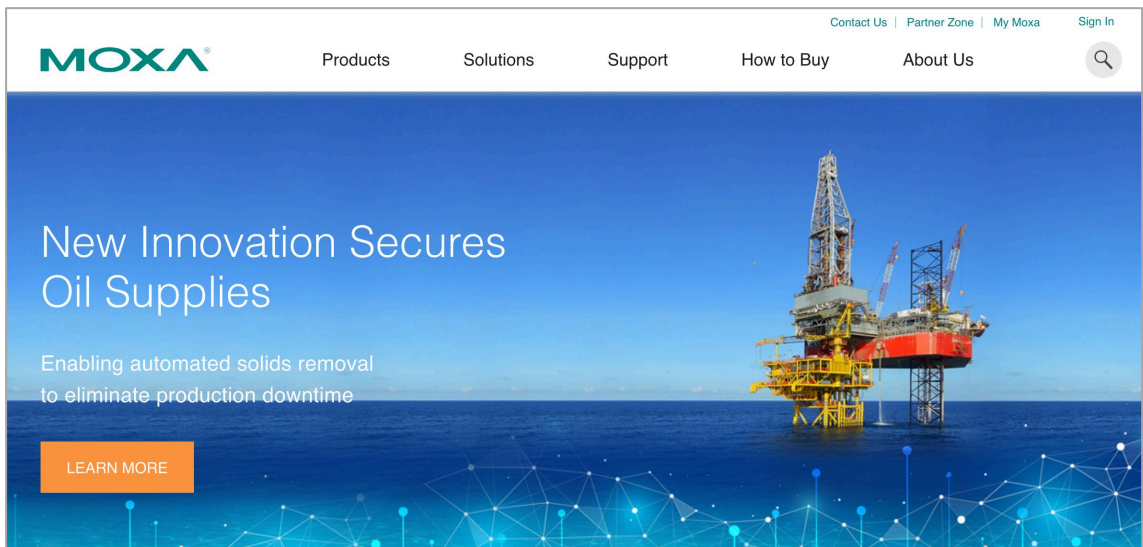 Contact Us | Partner Zone | My Moxa Sign In
MOXA®
Products Solutions Support How to Buy About Us
New Innovation Secures
Oil Supplies
Enabling automated solids removal
to eliminate production downtime
LEARN MORE